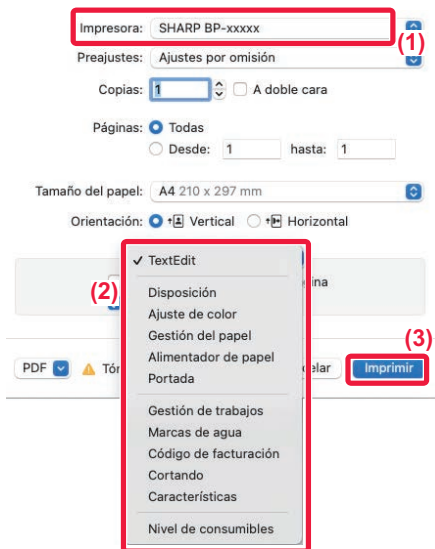 Impresora: SHARP BP-xxxxx
(1)
Preajustes: Ajustes por omisión
Copias: 1 A doble cara
Páginas: Todas
Desde: 1 hasta: 1
Tamaño del papel: A4 210 x 297 mm
Orientación: Vertical Horizontal
✓ TextEdit
(2)
Disposición
Ajuste de color
Gestión del papel
Alimentador de papel
Portada
Gestión de trabajos
Marcas de agua
Código de facturación
Cortando
Características
Nivel de consumibles
(3)
PDF Imprimir